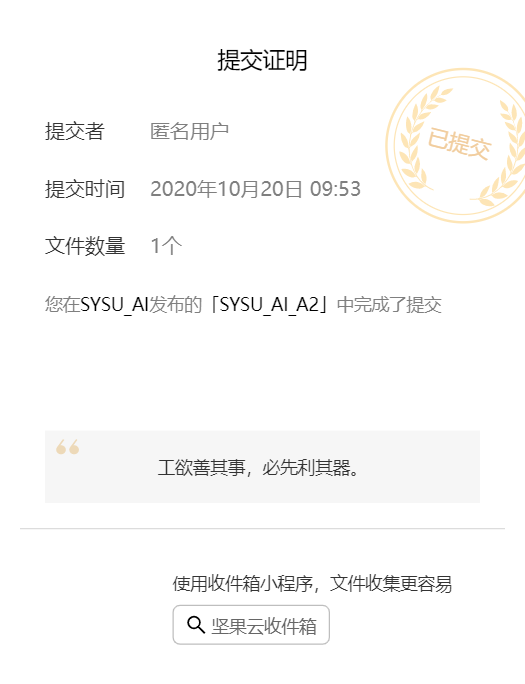 提交证明
已提交
提交者 匿名用户
提交时间 2020年10月20日 09:53
文件数量 1个
您在SYSU_AI发布的「SYSU_AI_A2」中完成了提交
工欲善其事，必先利其器。
使用收件箱小程序，文件收集更容易
坚果云收件箱